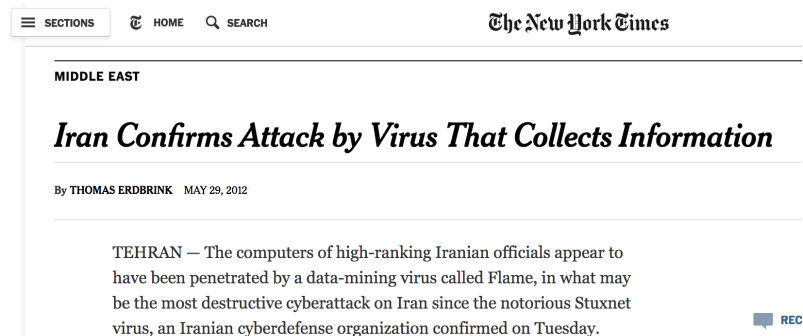 SECTIONS HOME SEARCH The New York Times
MIDDLE EAST
Iran Confirms Attack by Virus That Collects Information
By THOMAS ERDBRINK MAY 29, 2012
TEHRAN — The computers of high-ranking Iranian officials appear to
have been penetrated by a data-mining virus called Flame, in what may
be the most destructive cyberattack on Iran since the notorious Stuxnet
virus, an Iranian cyberdefense organization confirmed on Tuesday.
REC